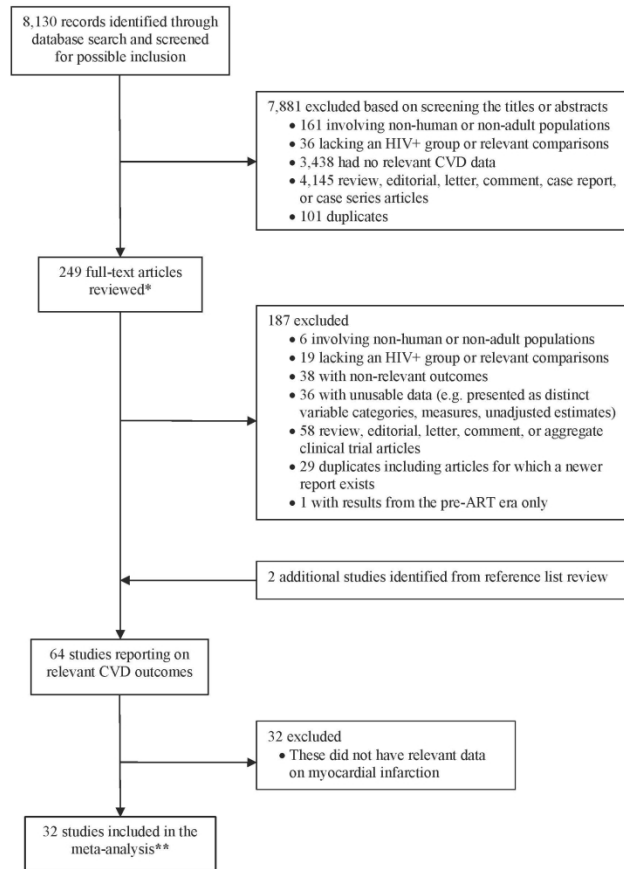 8,130 records identified through
database search and screened
for possible inclusion
7,881 excluded based on screening the titles or abstracts
• 161 involving non-human or non-adult populations
• 36 lacking an HIV+ group or relevant comparisons
• 3,438 had no relevant CVD data
• 4,145 review, editorial, letter, comment, case report,
or case series articles
• 101 duplicates
249 full-text articles
reviewed*
187 excluded
• 6 involving non-human or non-adult populations
• 19 lacking an HIV+ group or relevant comparisons
• 38 with non-relevant outcomes
• 36 with unusable data (e.g. presented as distinct
variable categories, measures, unadjusted estimates)
• 58 review, editorial, letter, comment, or aggregate
clinical trial articles
• 29 duplicates including articles for which a newer
report exists
• 1 with results from the pre-ART era only
2 additional studies identified from reference list review
64 studies reporting on
relevant CVD outcomes
32 excluded
• These did not have relevant data
on myocardial infarction
32 studies included in the
meta-analysis**